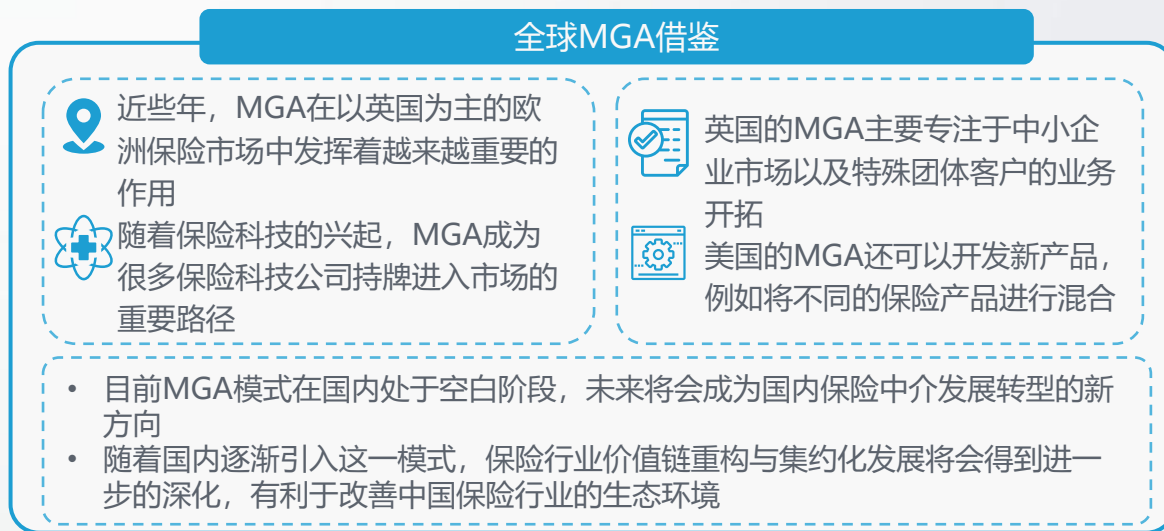 全球MGA借鉴
近些年，MGA在以英国为主的欧
洲保险市场中发挥着越来越重要的
作用
随着保险科技的兴起，MGA成为
很多保险科技公司持牌进入市场的
重要路径
英国的MGA主要专注于中小企
业市场以及特殊团体客户的业务
开拓
美国的MGA还可以开发新产品，
例如将不同的保险产品进行混合
• 目前MGA模式在国内处于空白阶段，未来将会成为国内保险中介发展转型的新
方向
• 随着国内逐渐引入这一模式，保险行业价值链重构与集约化发展将会得到进一
步的深化，有利于改善中国保险行业的生态环境